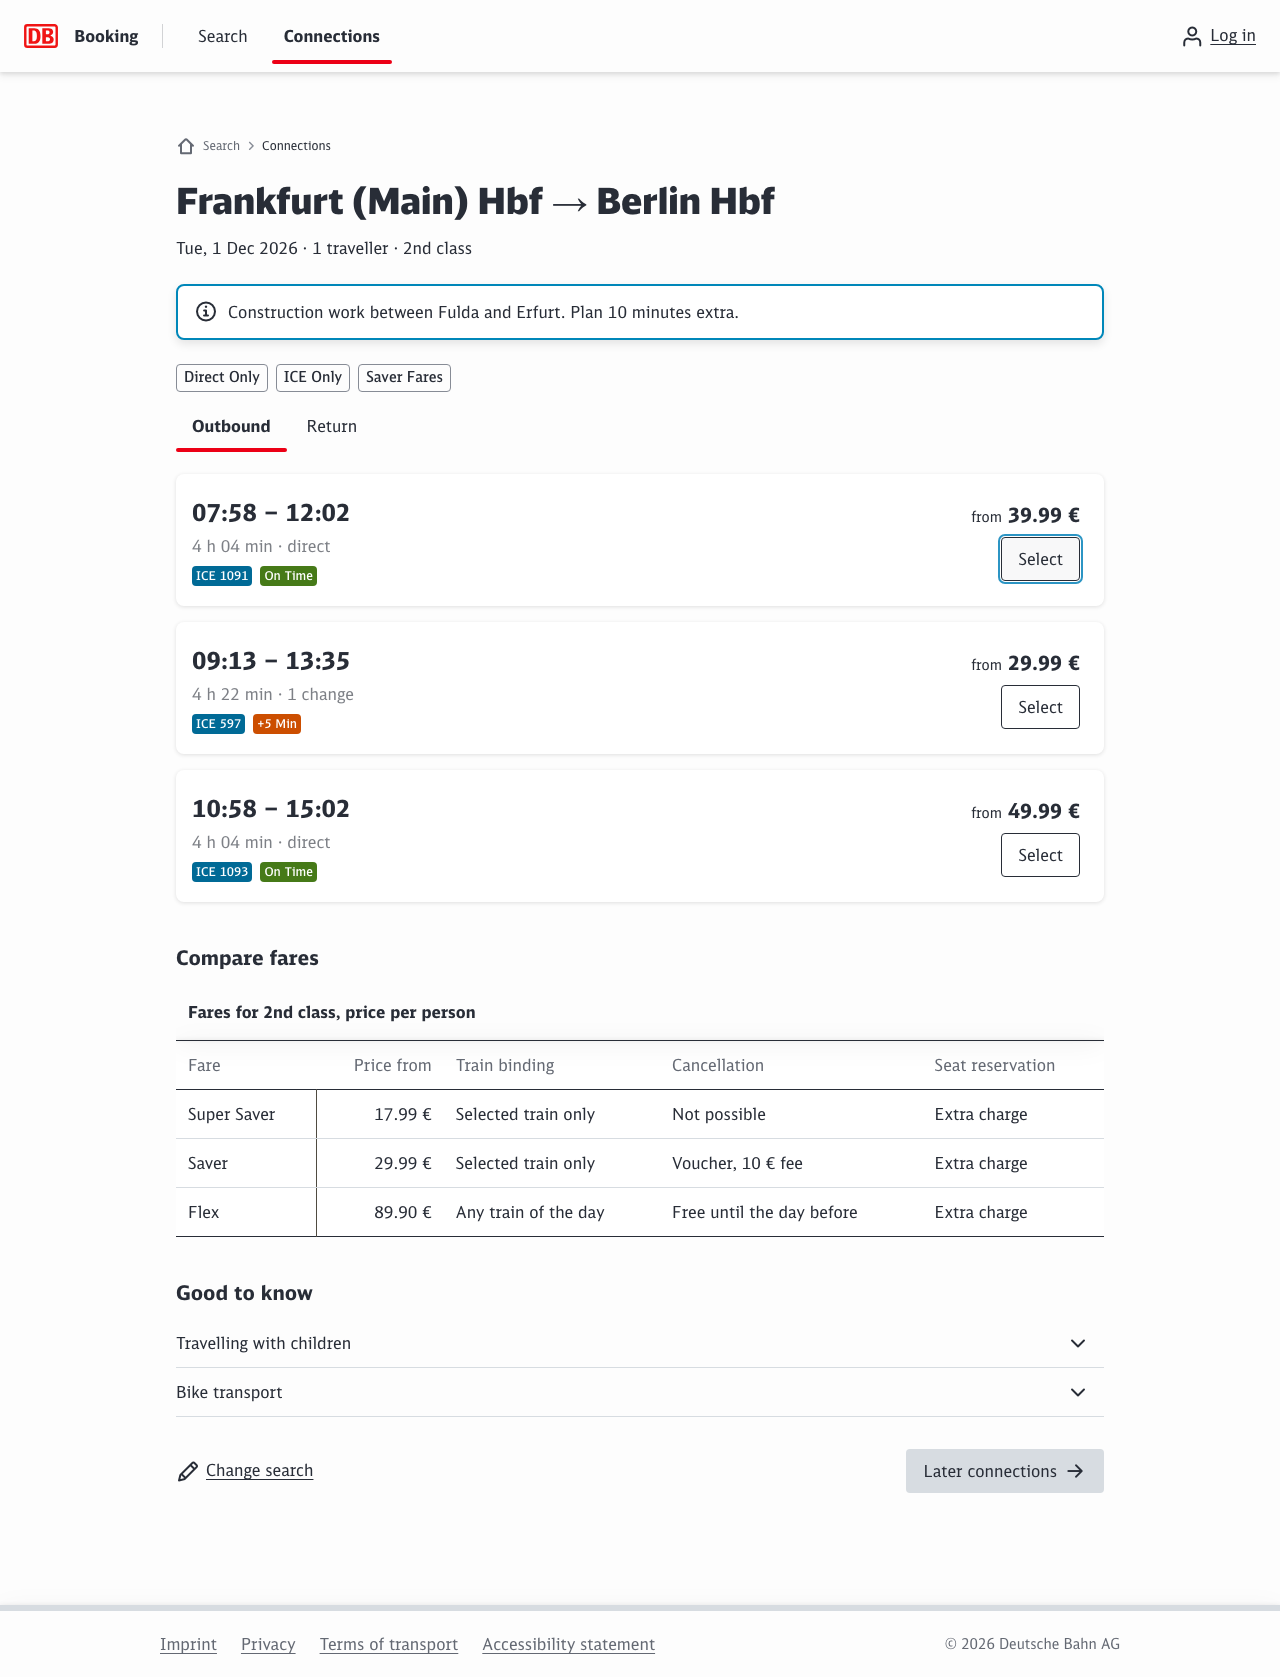 DB Booking Search Connections Log in
Search Connections
Frankfurt (Main) Hbf → Berlin Hbf
Tue, 1 Dec 2026 · 1 traveller · 2nd class
Construction work between Fulda and Erfurt. Plan 10 minutes extra.
Direct Only ICE Only Saver Fares
Outbound Return
07:58 – 12:02
from 39.99 €
4 h 04 min · direct
Select
ICE 1091 On Time
09:13 – 13:35
from 29.99 €
4 h 22 min · 1 change
Select
ICE 597 +5 Min
10:58 – 15:02
from 49.99 €
4 h 04 min · direct
Select
ICE 1093 On Time
Compare fares
Fares for 2nd class, price per person
Fare Price from Train binding Cancellation Seat reservation
Super Saver 17.99 € Selected train only Not possible Extra charge
Saver 29.99 € Selected train only Voucher, 10 € fee Extra charge
Flex 89.90 € Any train of the day Free until the day before Extra charge
Good to know
Travelling with children
Bike transport
Change search Later connections →
Imprint Privacy Terms of transport Accessibility statement © 2026 Deutsche Bahn AG